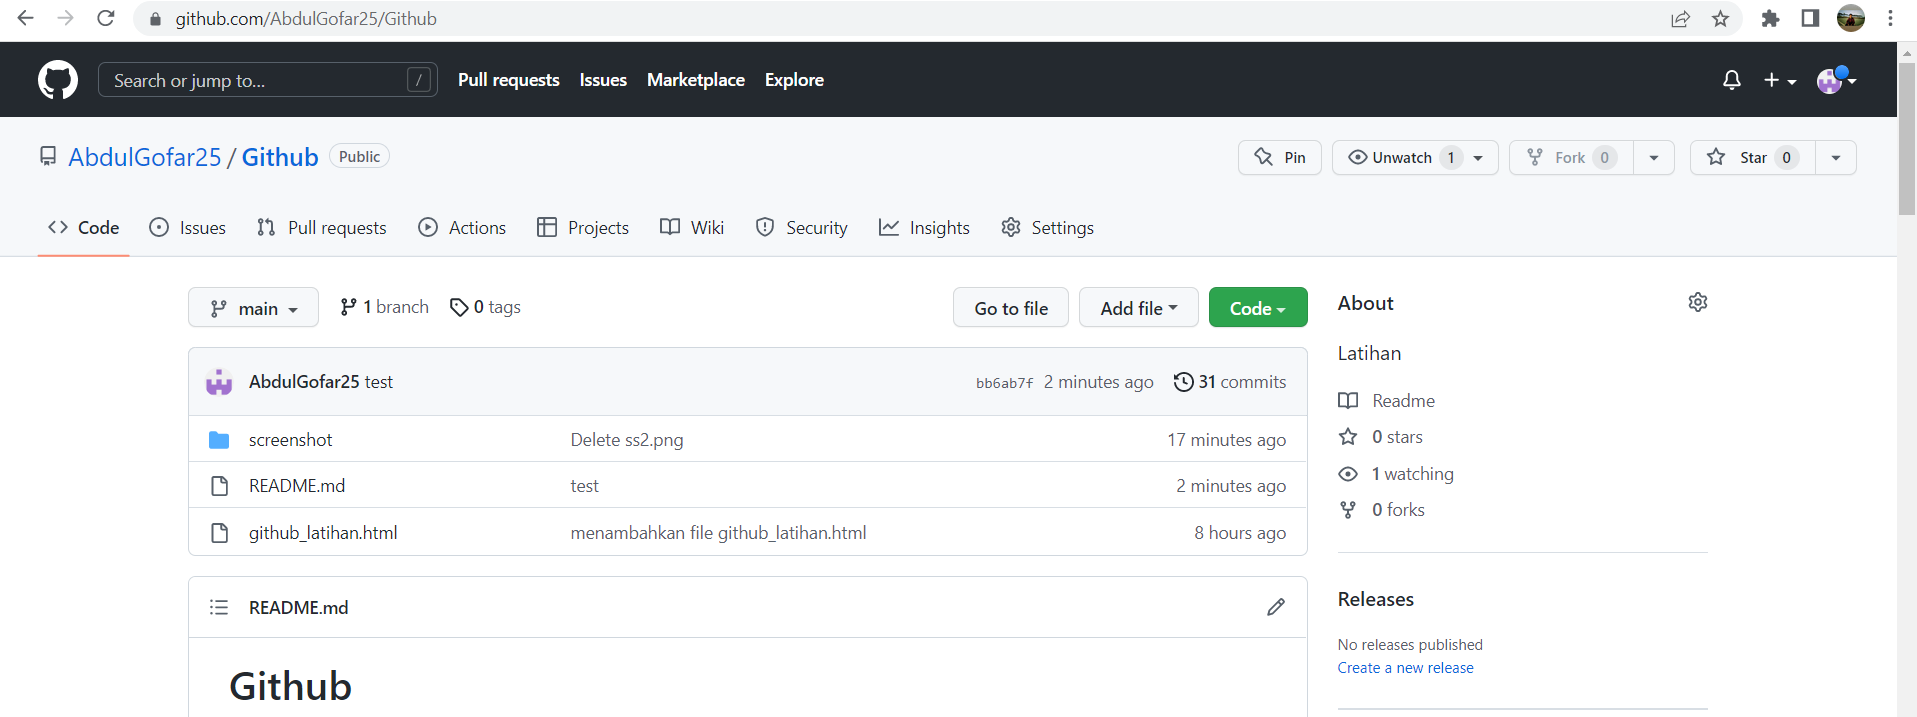 github.com/AbdulGofar25/Github
Search or jump to... /
Pull requests Issues Marketplace Explore
AbdulGofar25 / Github Public
Pin Unwatch 1 Fork 0 Star 0
Code Issues Pull requests Actions Projects Wiki Security Insights Settings
main 1 branch 0 tags Go to file Add file Code
AbdulGofar25 test bb6ab7f 2 minutes ago 31 commits
screenshot Delete ss2.png 17 minutes ago
README.md test 2 minutes ago
github_latihan.html menambahkan file github_latihan.html 8 hours ago
README.md
Github
About
Latihan
Readme
0 stars
1 watching
0 forks
Releases
No releases published
Create a new release